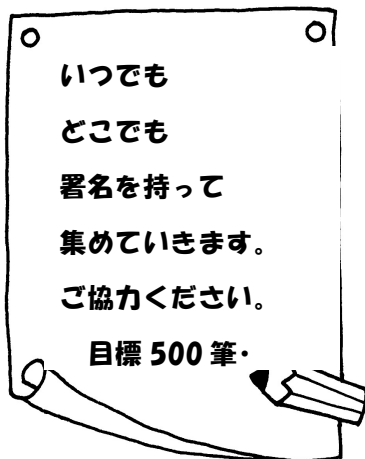 いつでも
どこでも
署名を持って
集めていきます。
ご協力ください。
目標 500 筆･